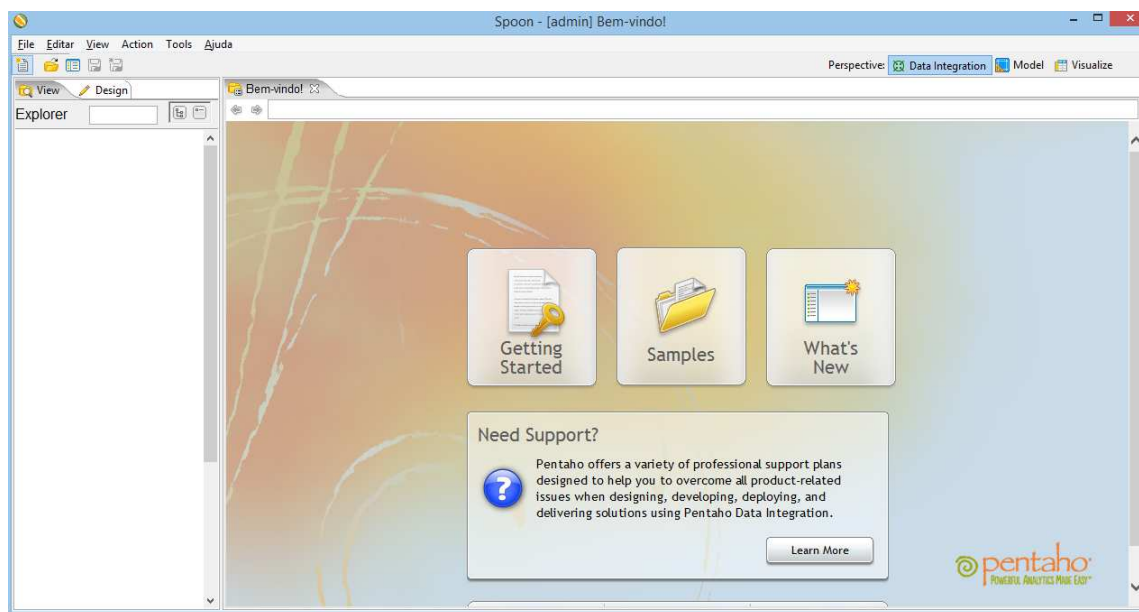 Spoon - [admin] Bem-vindo!
File Editar View Action Tools Ajuda
Perspective: Data Integration Model Visualize
View Design
Bem-vindo!
Explorer
Getting
Started
Samples
What's
New
Need Support?
Pentaho offers a variety of professional support plans
designed to help you to overcome all product-related
issues when designing, developing, deploying, and
delivering solutions using Pentaho Data Integration.
Learn More
pentaho
Powerful Analytics Made Easy™